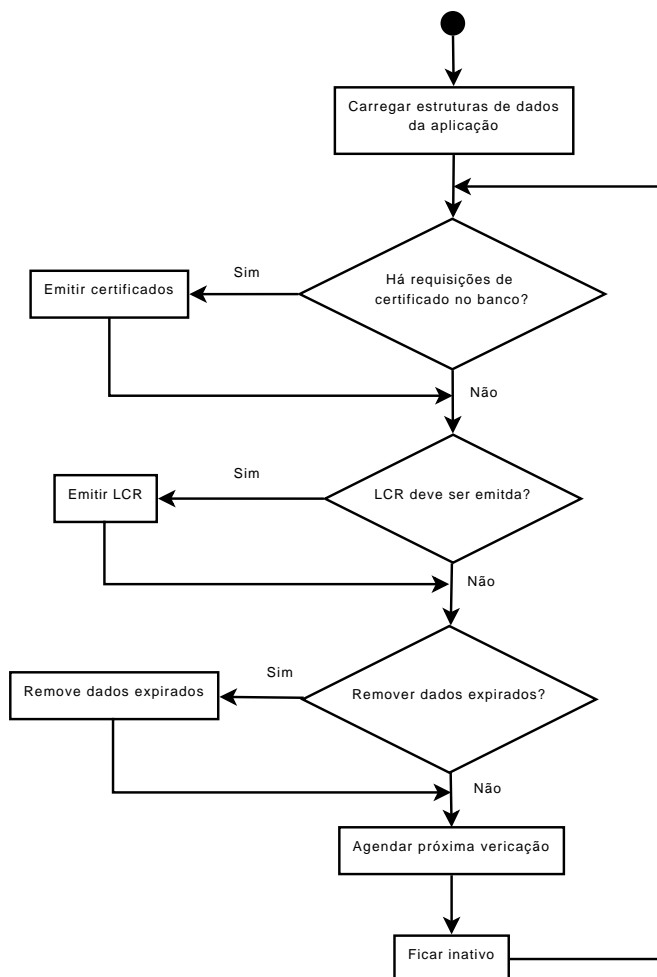 Carregar estruturas de dados
da aplicação
Há requisições de
certificado no banco?
Sim
Emitir certificados
Não
LCR deve ser emitda?
Sim
Emitir LCR
Não
Remover dados expirados?
Sim
Remove dados expirados
Não
Agendar próxima vericação
Ficar inativo